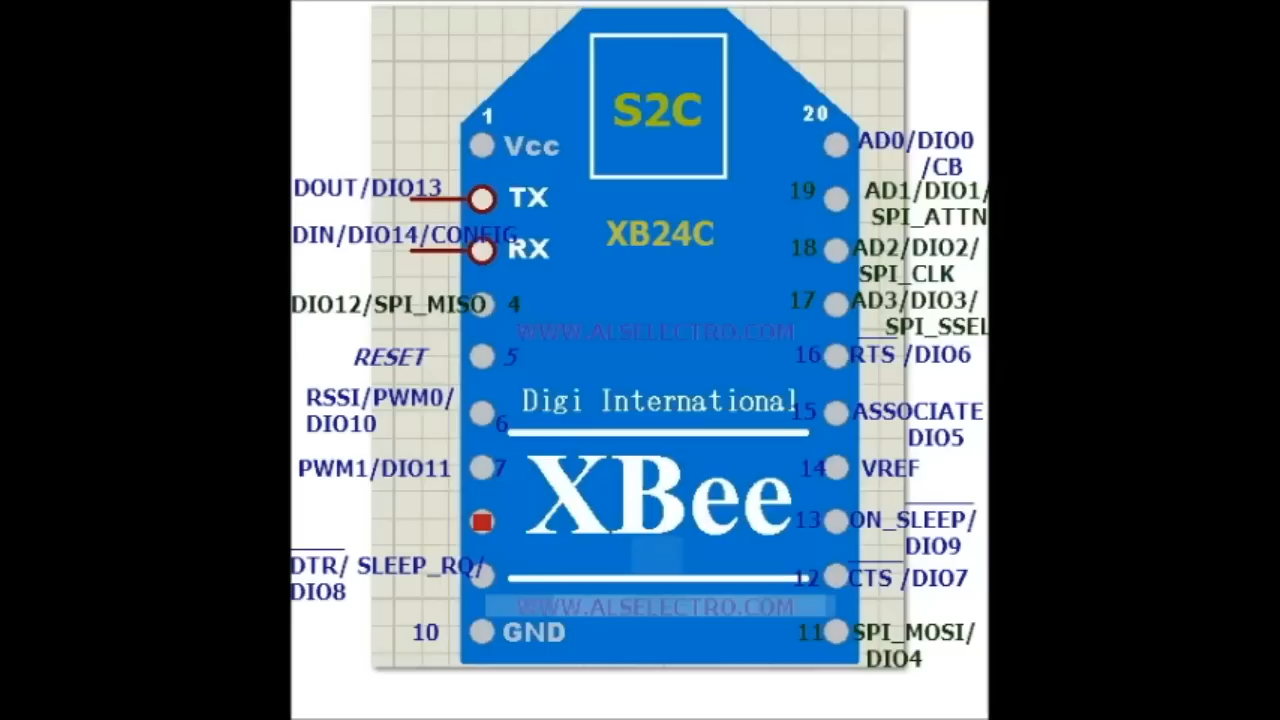 S2C
1
20
Vcc
AD0/DIO0
/CB
DOUT/DIO13
TX
19
AD1/DIO1/
SPI_ATTN
DIN/DIO14/CONFIG
RX
XB24C
18
AD2/DIO2/
SPI_CLK
DIO12/SPI_MISO
4
17
AD3/DIO3/
SPI_SSEL
WWW.ALSELECTRO.COM
RESET
5
16
RTS /DIO6
RSSI/PWM0/
DIO10
6
Digi International
15
ASSOCIATE
DIO5
PWM1/DIO11
7
XBee
14
VREF
13
ON_SLEEP/
DIO9
DTR/ SLEEP_RQ/
DIO8
12
CTS /DIO7
WWW.ALSELECTRO.COM
10
GND
11
SPI_MOSI/
DIO4